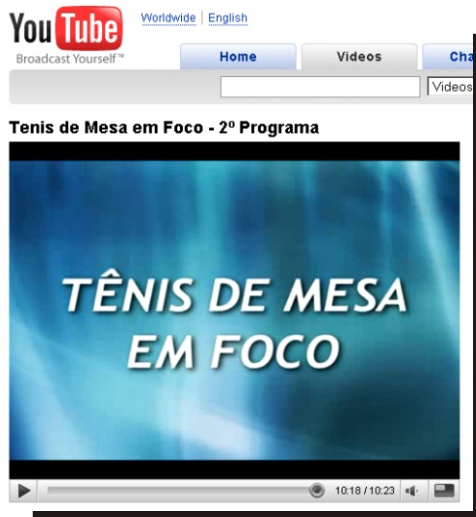 You Tube
Broadcast Yourself™
Worldwide | English
Home
Videos
Cha
Videos
Tenis de Mesa em Foco - 2º Programa
TÊNIS DE MESA
EM FOCO
10:18 / 10:23